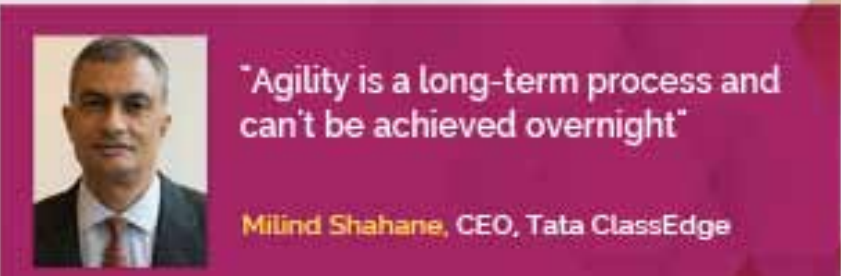 "Agility is a long-term process and
can't be achieved overnight"
Milind Shahane, CEO, Tata ClassEdge